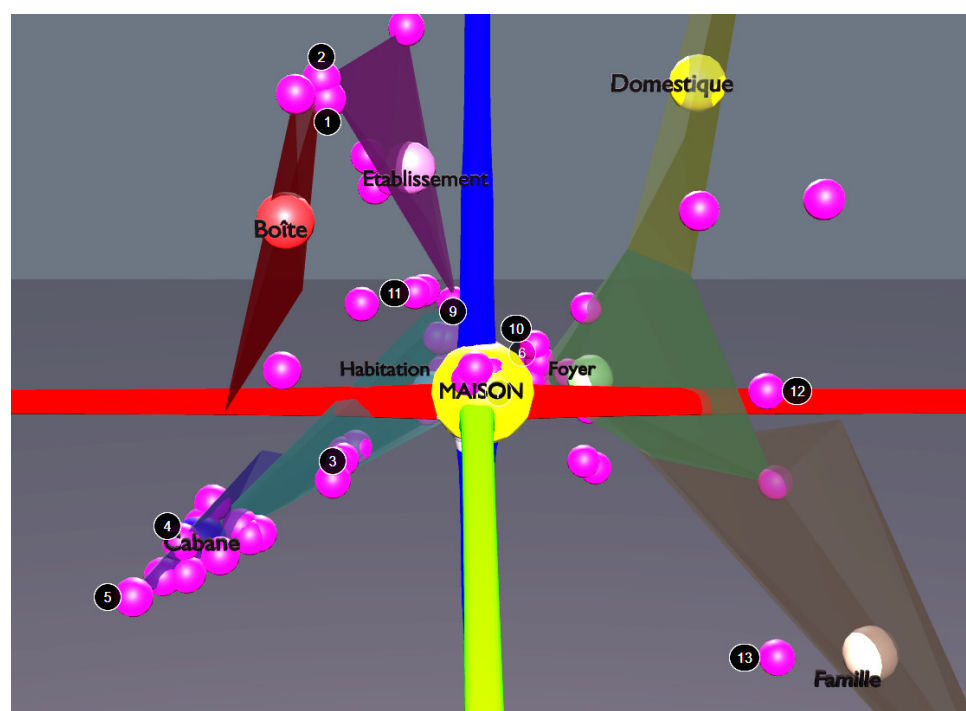 2
Domestique
1
Etablissement
Boîte
11
9
10
6
Habitation
Foyer
MAISON
12
3
4
Cabane
5
13
Famille